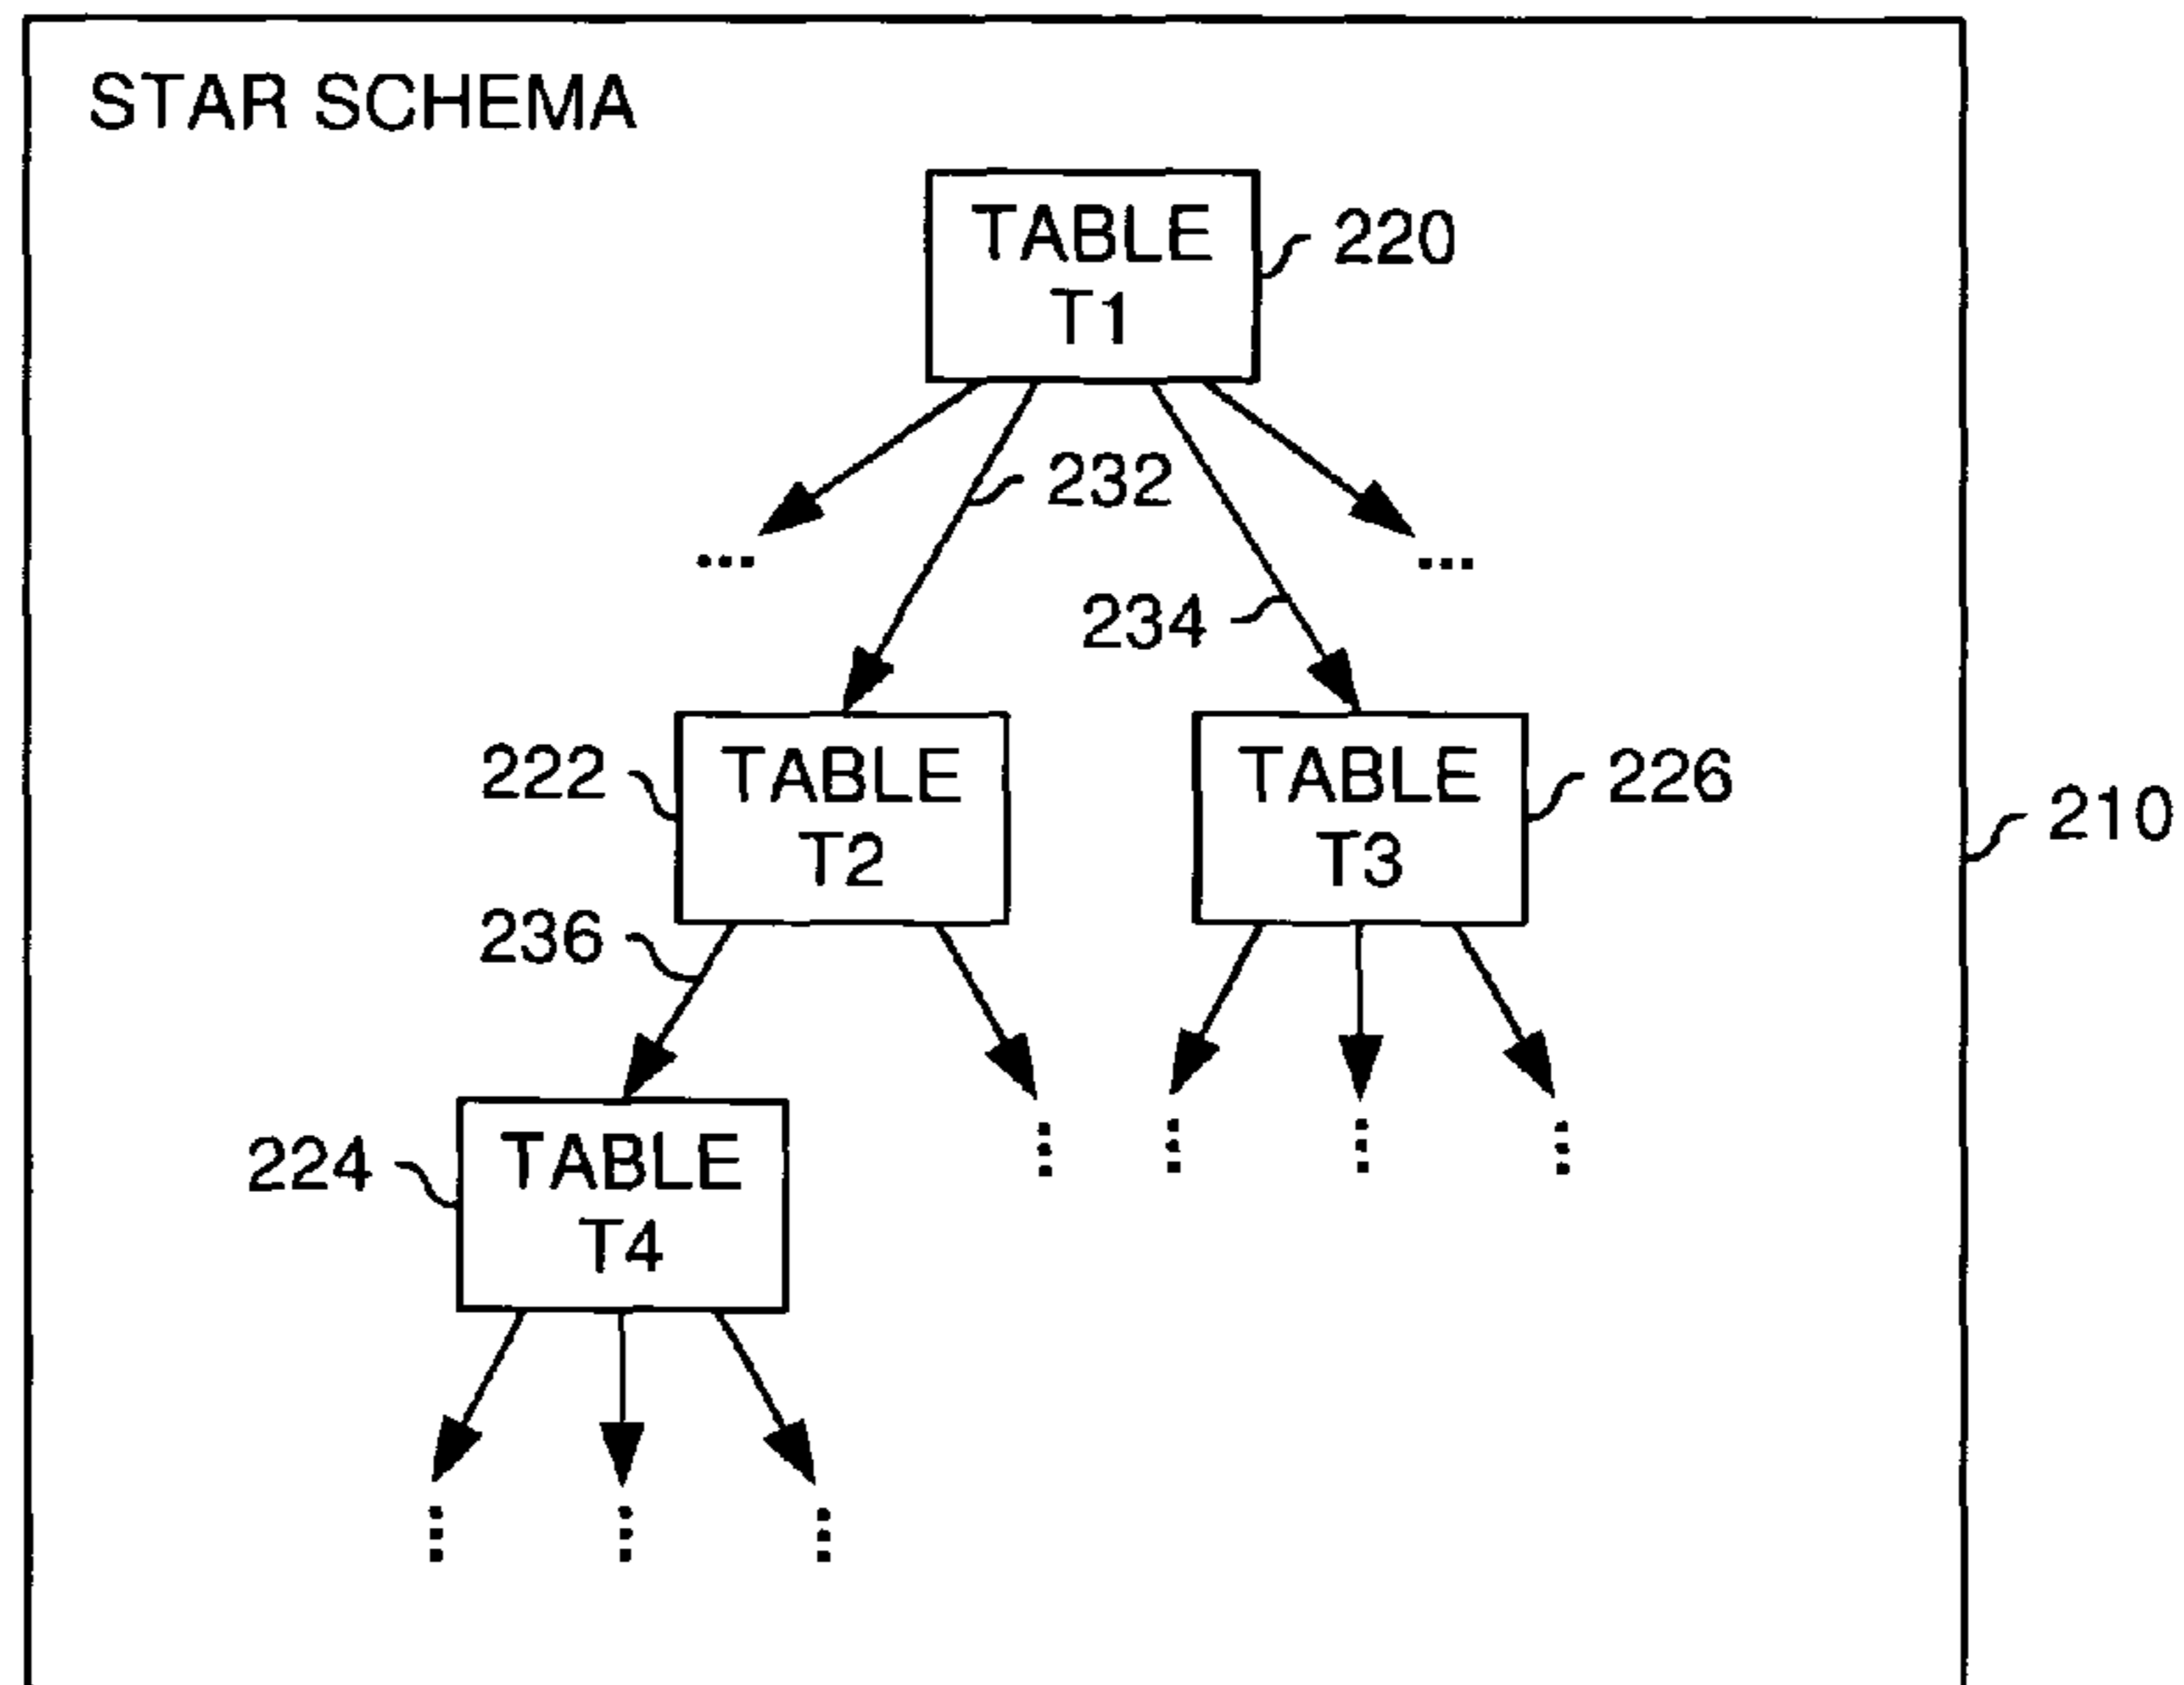 STAR SCHEMA
TABLE
T1
220
232
...
...
234
222
TABLE
T2
TABLE
T3
226
210
236
224
TABLE
T4